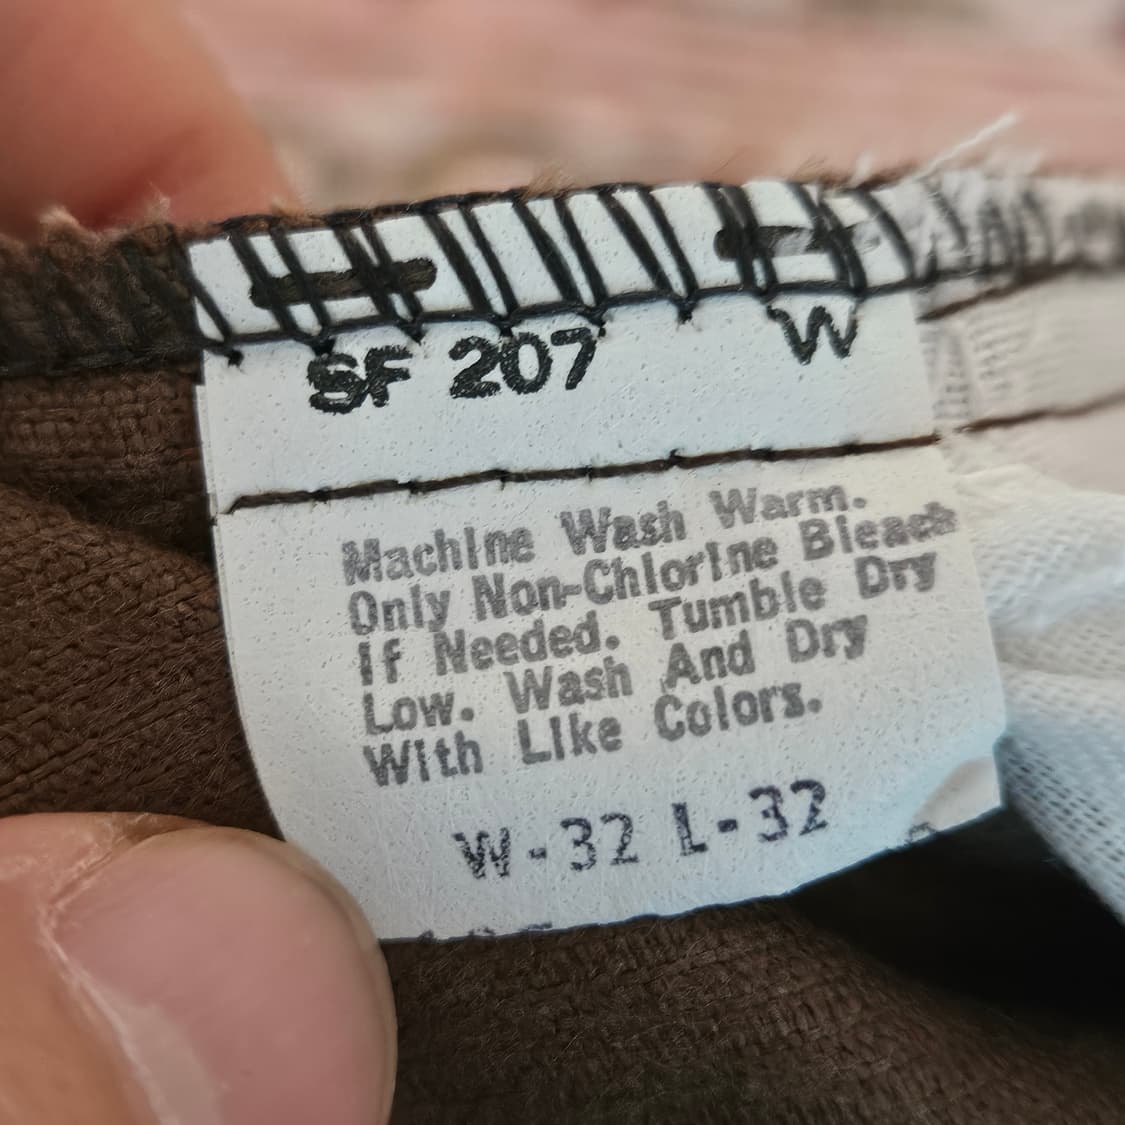 SF 207 W
Machine Wash Warm.
Only Non-Chlorine Bleach
If Needed. Tumble Dry
Low. Wash And Dry
With Like Colors.
W-32 L-32